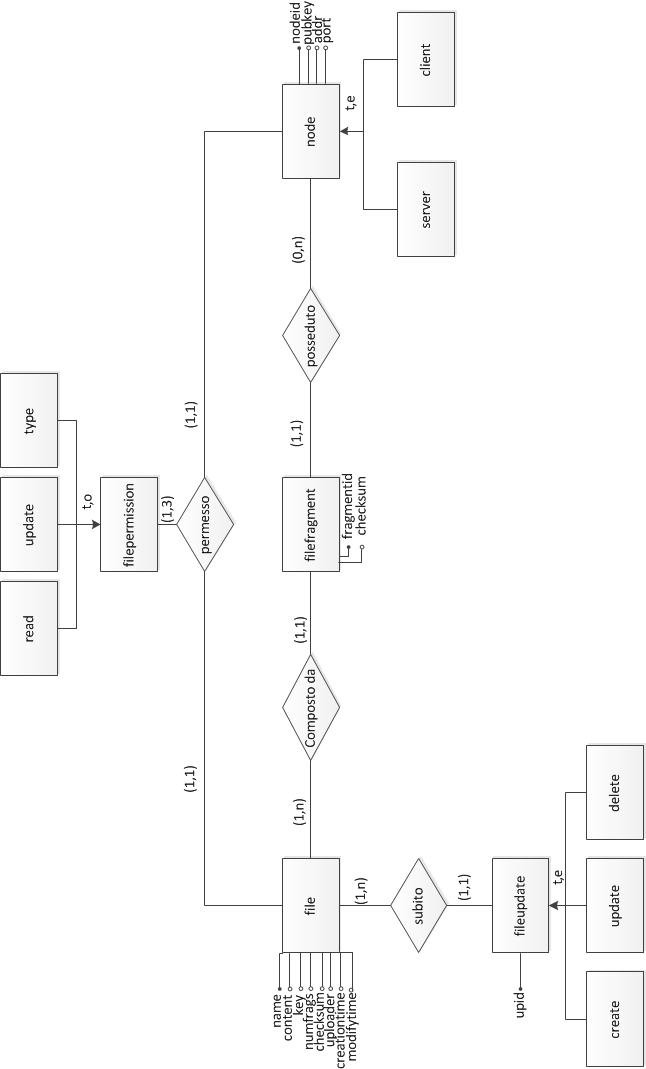 read
update
type
t,o
filepermission
(1,3)
(1,1)
(1,1)
permesso
name
content
key
numfrags
checksum
uploader
creationtime
modifytime
file
(1,n)
Composto da
(1,1)
filefragment
fragmentid
checksum
(1,1)
posseduto
(0,n)
node
nodeid
pubkey
addr
port
t,e
server
client
(1,n)
subito
(1,1)
upid
fileupdate
t,e
create
update
delete